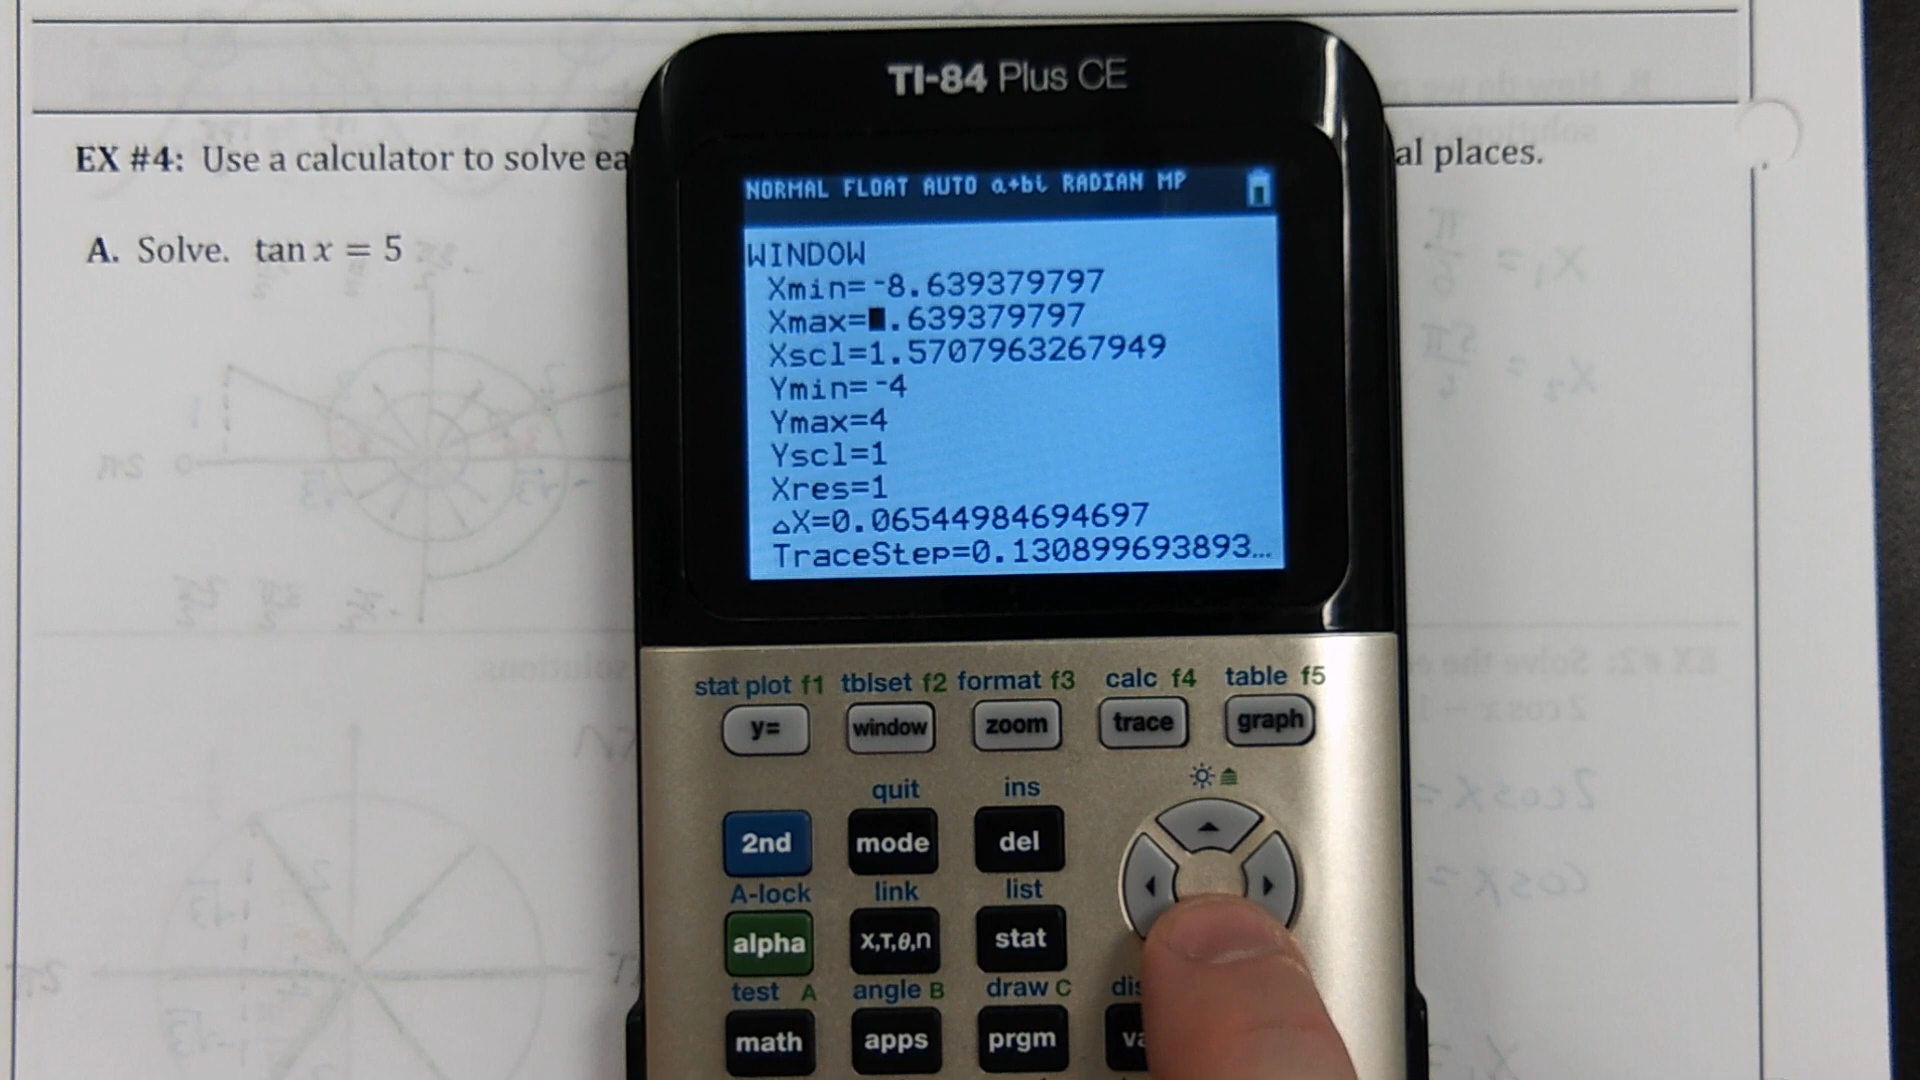 TI-84 Plus CE
EX #4: Use a calculator to solve ea
al places.
A. Solve. tan x = 5
NORMAL FLOAT AUTO a+bi RADIAN MP
WINDOW
Xmin=-8.639379797
Xmax=.639379797
Xscl=1.5707963267949
Ymin=-4
Ymax=4
Yscl=1
Xres=1
△X=0.06544984694697
TraceStep=0.130899693893...
stat plot f1 tblset f2 format f3 calc f4 table f5
y= window zoom trace graph
quit ins
2nd mode del
A-lock link list
alpha X,T,θ,n stat
test A angle B draw C
math apps prgm